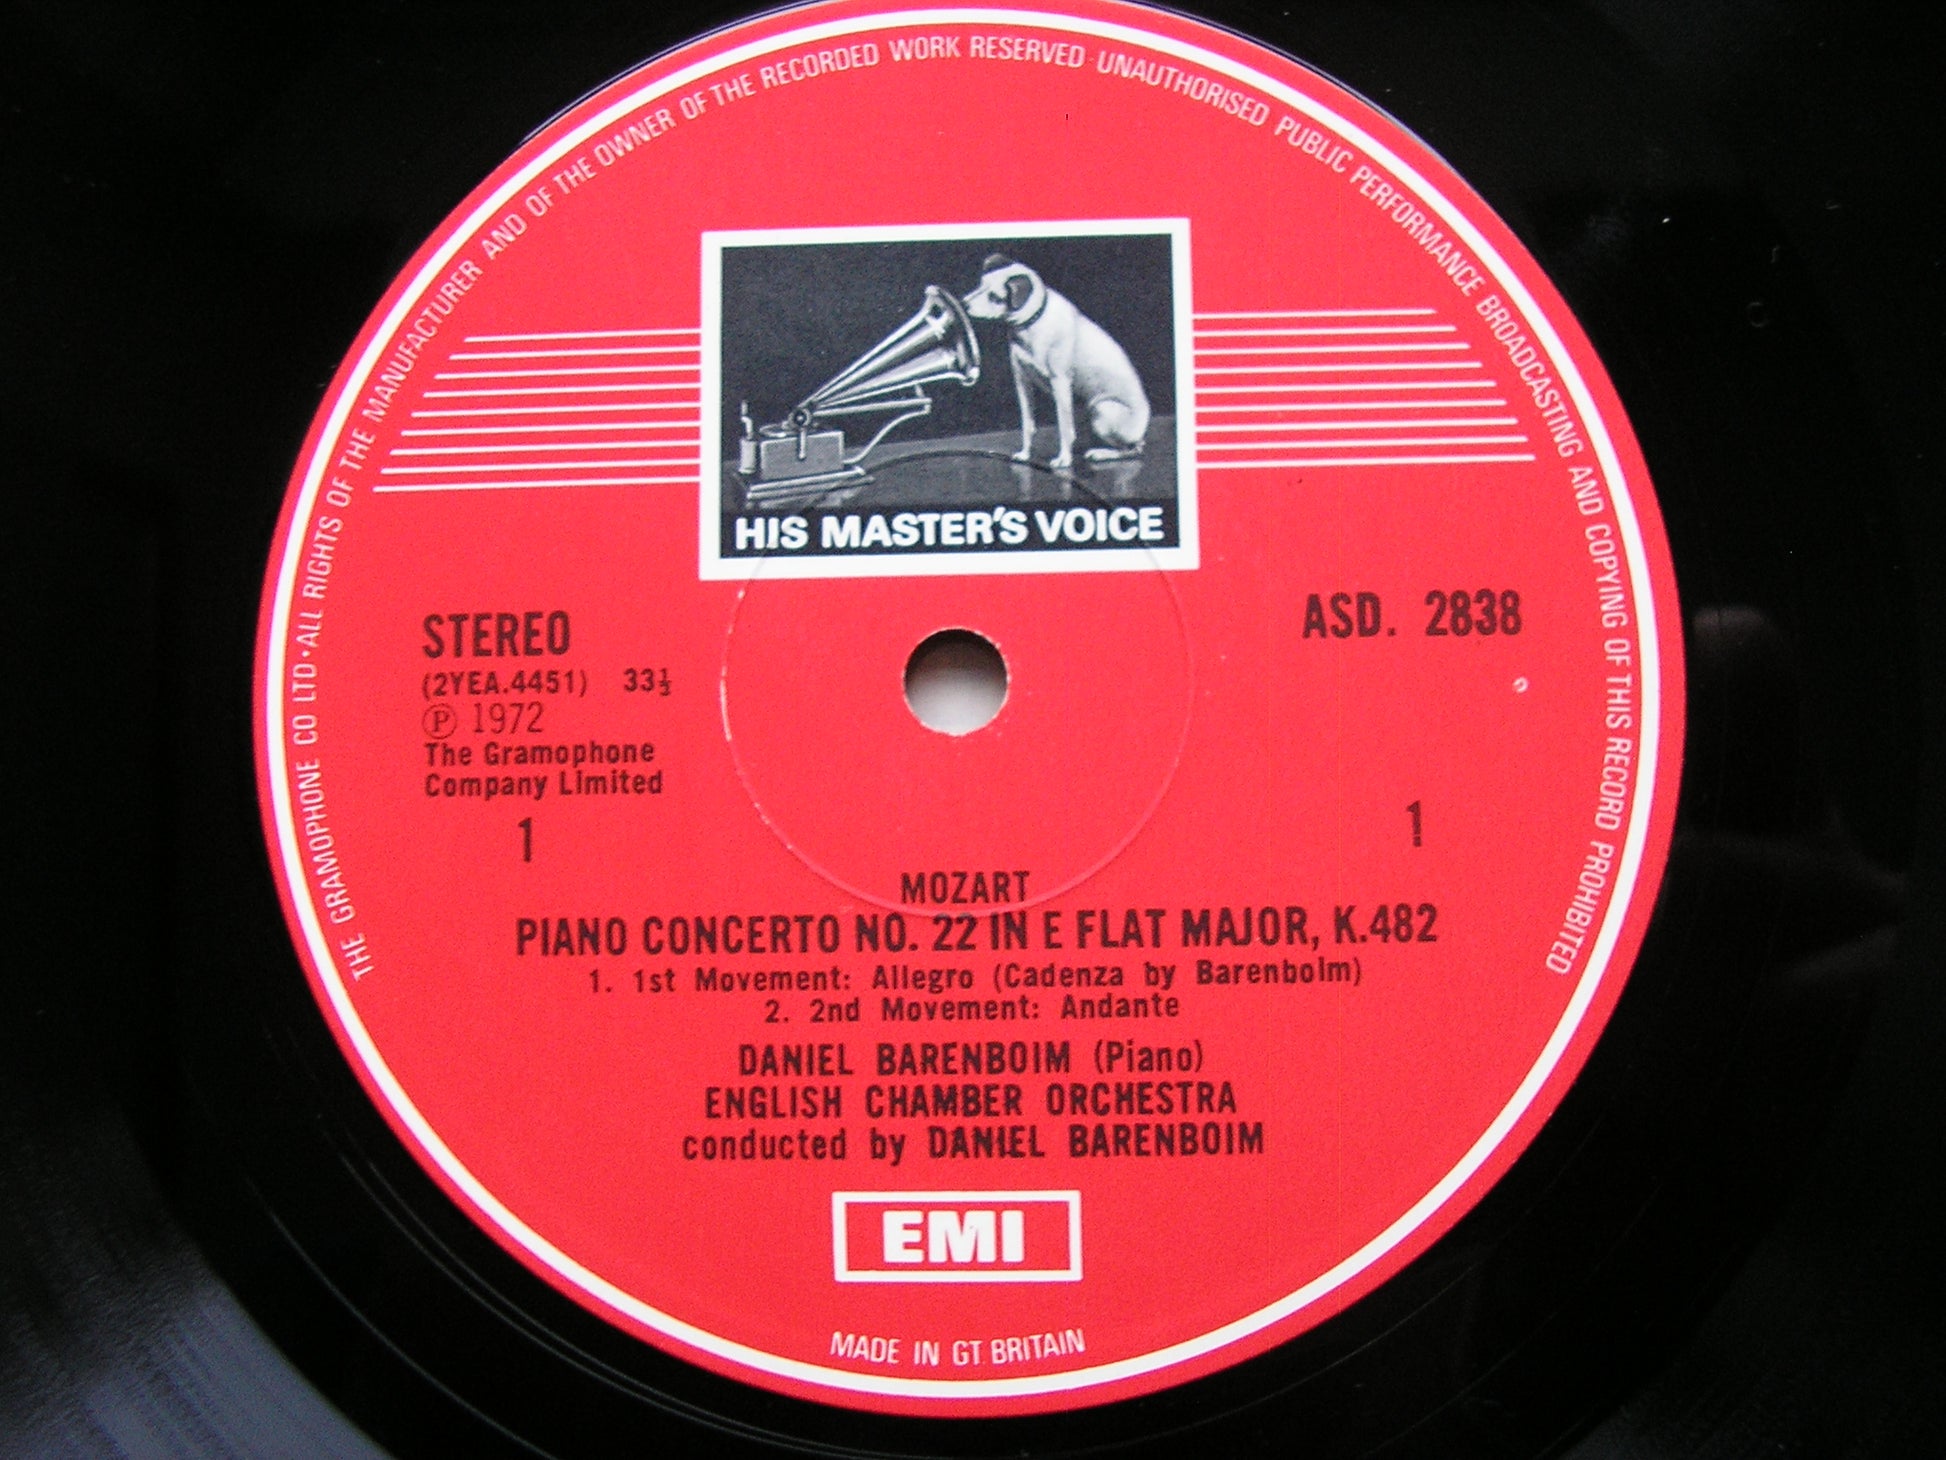 THE GRAMOPHONE CO LTD · ALL RIGHTS OF THE MANUFACTURER AND OF THE OWNER OF THE RECORDED WORK RESERVED · UNAUTHORISED PUBLIC PERFORMANCE BROADCASTING AND COPYING OF THIS RECORD PROHIBITED
HIS MASTER'S VOICE
STEREO
ASD. 2838
(2YEA.4451) 33⅓
Ⓟ 1972
The Gramophone
Company Limited
1
1
MOZART
PIANO CONCERTO NO. 22 IN E FLAT MAJOR, K.482
1. 1st Movement: Allegro (Cadenza by Barenboim)
2. 2nd Movement: Andante
DANIEL BARENBOIM (Piano)
ENGLISH CHAMBER ORCHESTRA
conducted by DANIEL BARENBOIM
EMI
MADE IN GT. BRITAIN